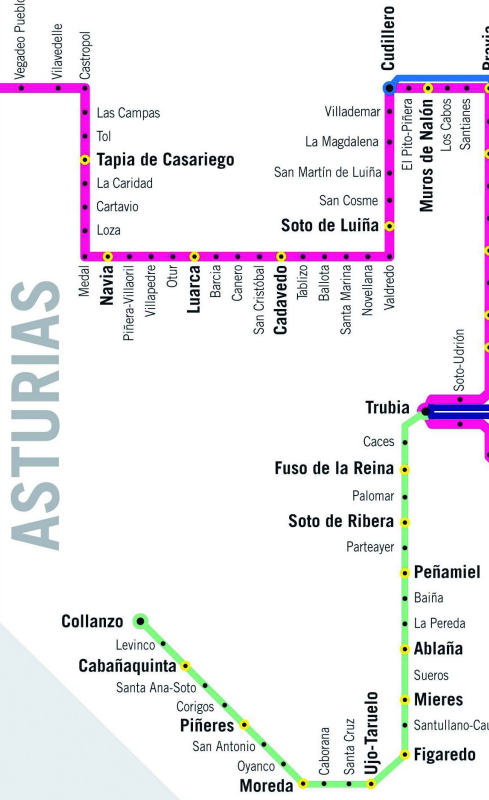 Vegadeo Pueblo
Vilavedelle
Castropol
Las Campas
Tol
Tapia de Casariego
La Caridad
Cartavio
Loza
Medal
Navia
Piñera-Villaoril
Villapedre
Otur
Luarca
Barcia
Canero
San Cristóbal
Cadavedo
Tablizo
Ballota
Santa Marina
Novellana
Valdredo
Soto de Luiña
San Cosme
San Martín de Luiña
La Magdalena
Villademar
Cudillero
El Pito-Piñera
Muros de Nalón
Los Cabos
Santianes
Pravia
ASTURIAS
Soto-Udrión
Trubia
Caces
Fuso de la Reina
Palomar
Soto de Ribera
Parteayer
Peñamiel
Baiña
La Pereda
Ablaña
Sueros
Mieres
Santullano-Cau
Figaredo
Ujo-Taruelo
Santa Cruz
Caborana
Moreda
Oyanco
San Antonio
Piñeres
Corigos
Santa Ana-Soto
Cabañaquinta
Levinco
Collanzo